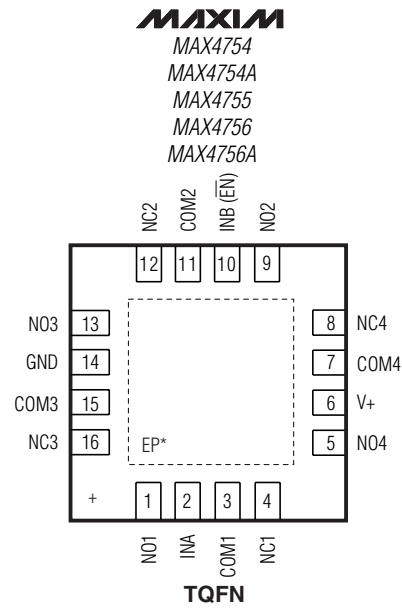 MAXIM
MAX4754
MAX4754A
MAX4755
MAX4756
MAX4756A
NC2 COM2 INB (E̅N̅) NO2
12 11 10 9
NO3 13 8 NC4
GND 14 7 COM4
COM3 15 6 V+
NC3 16 5 NO4
EP*
+ 1 2 3 4
NO1 INA COM1 NC1
TQFN